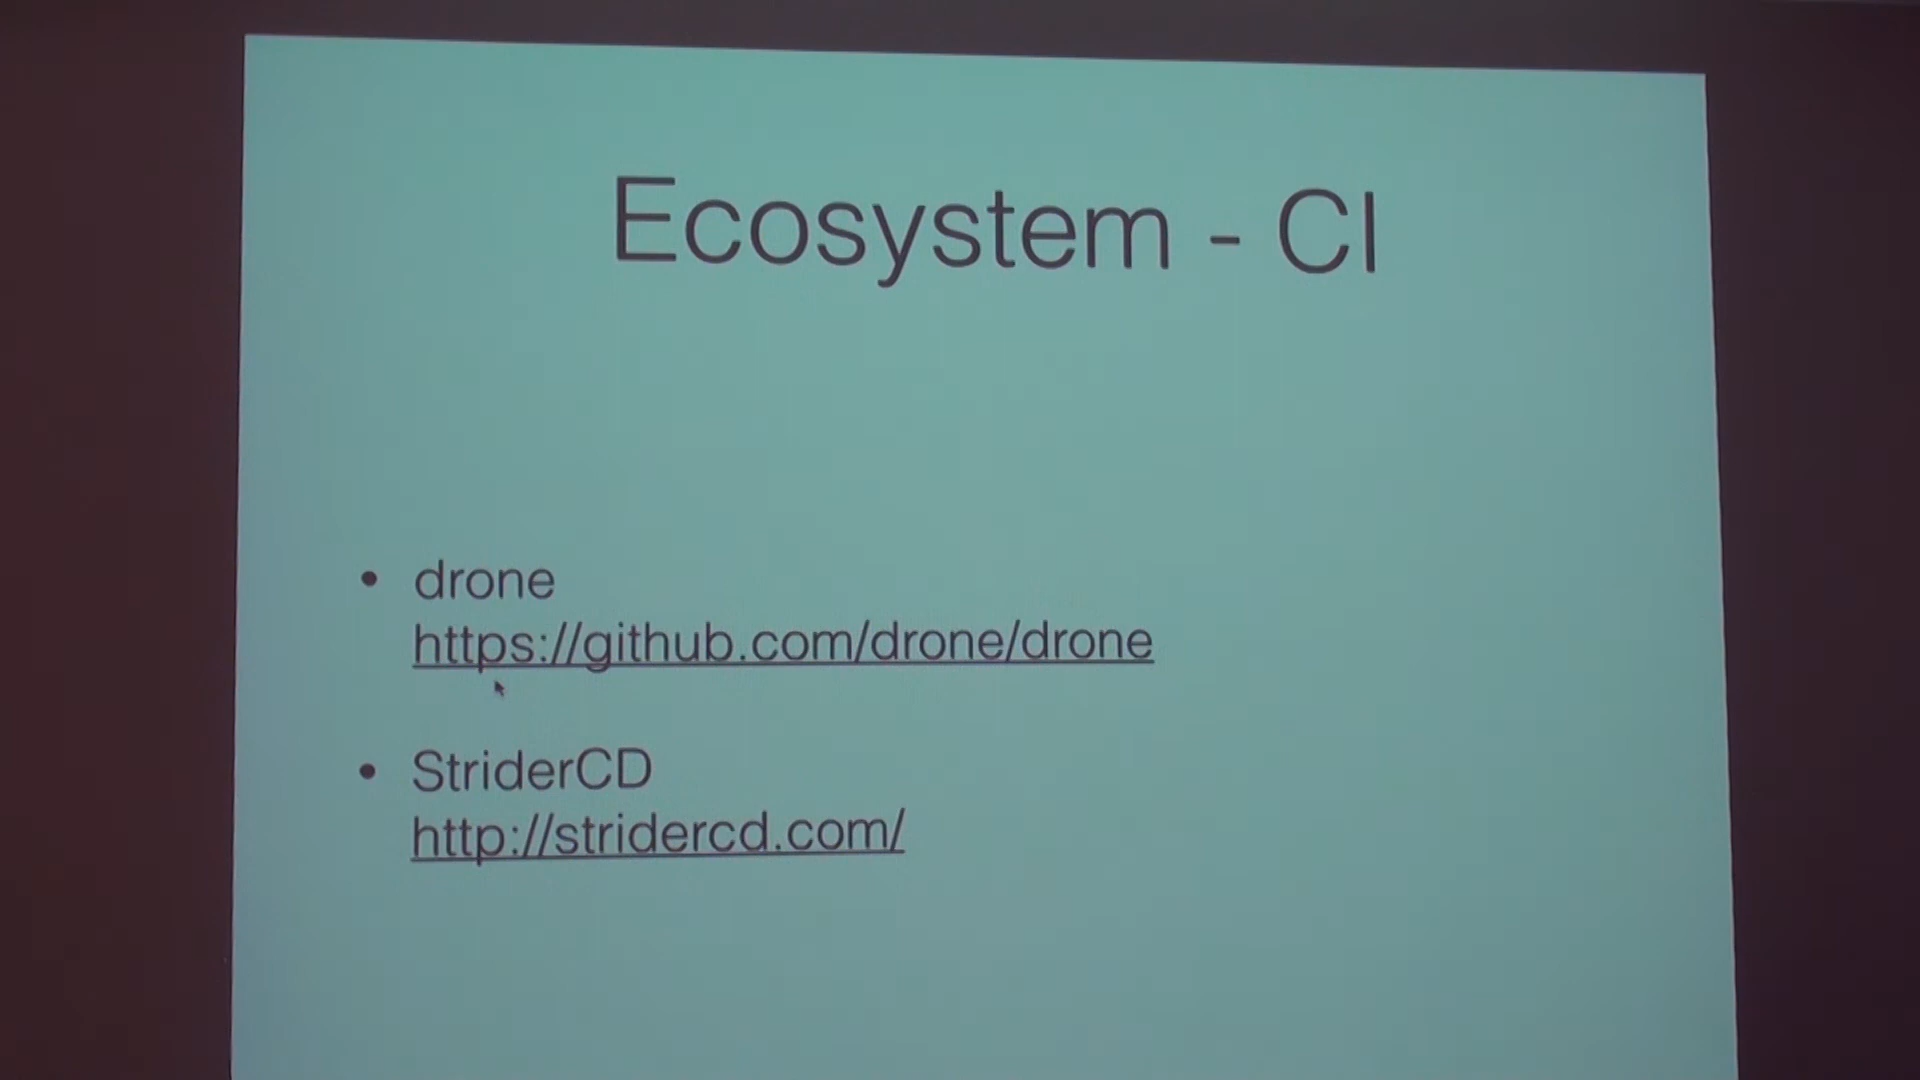 Ecosystem - CI
• drone
https://github.com/drone/drone
• StriderCD
http://stridercd.com/